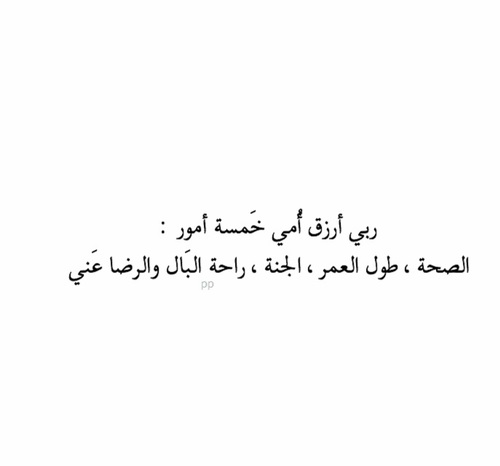 ربي أرزق أُمي خَمسة أمور :
الصحة ، طول العمر ، الجنة ، راحة البَال والرضا عَني
pp